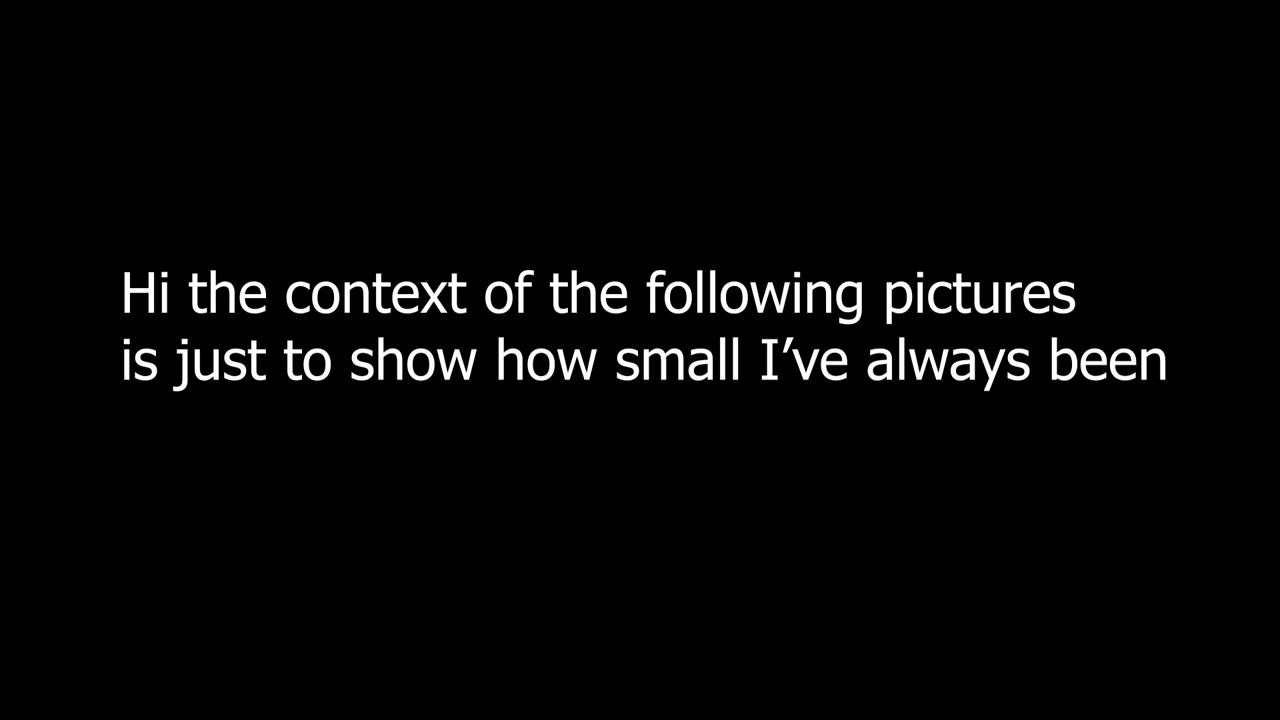 Hi the context of the following pictures
is just to show how small I’ve always been